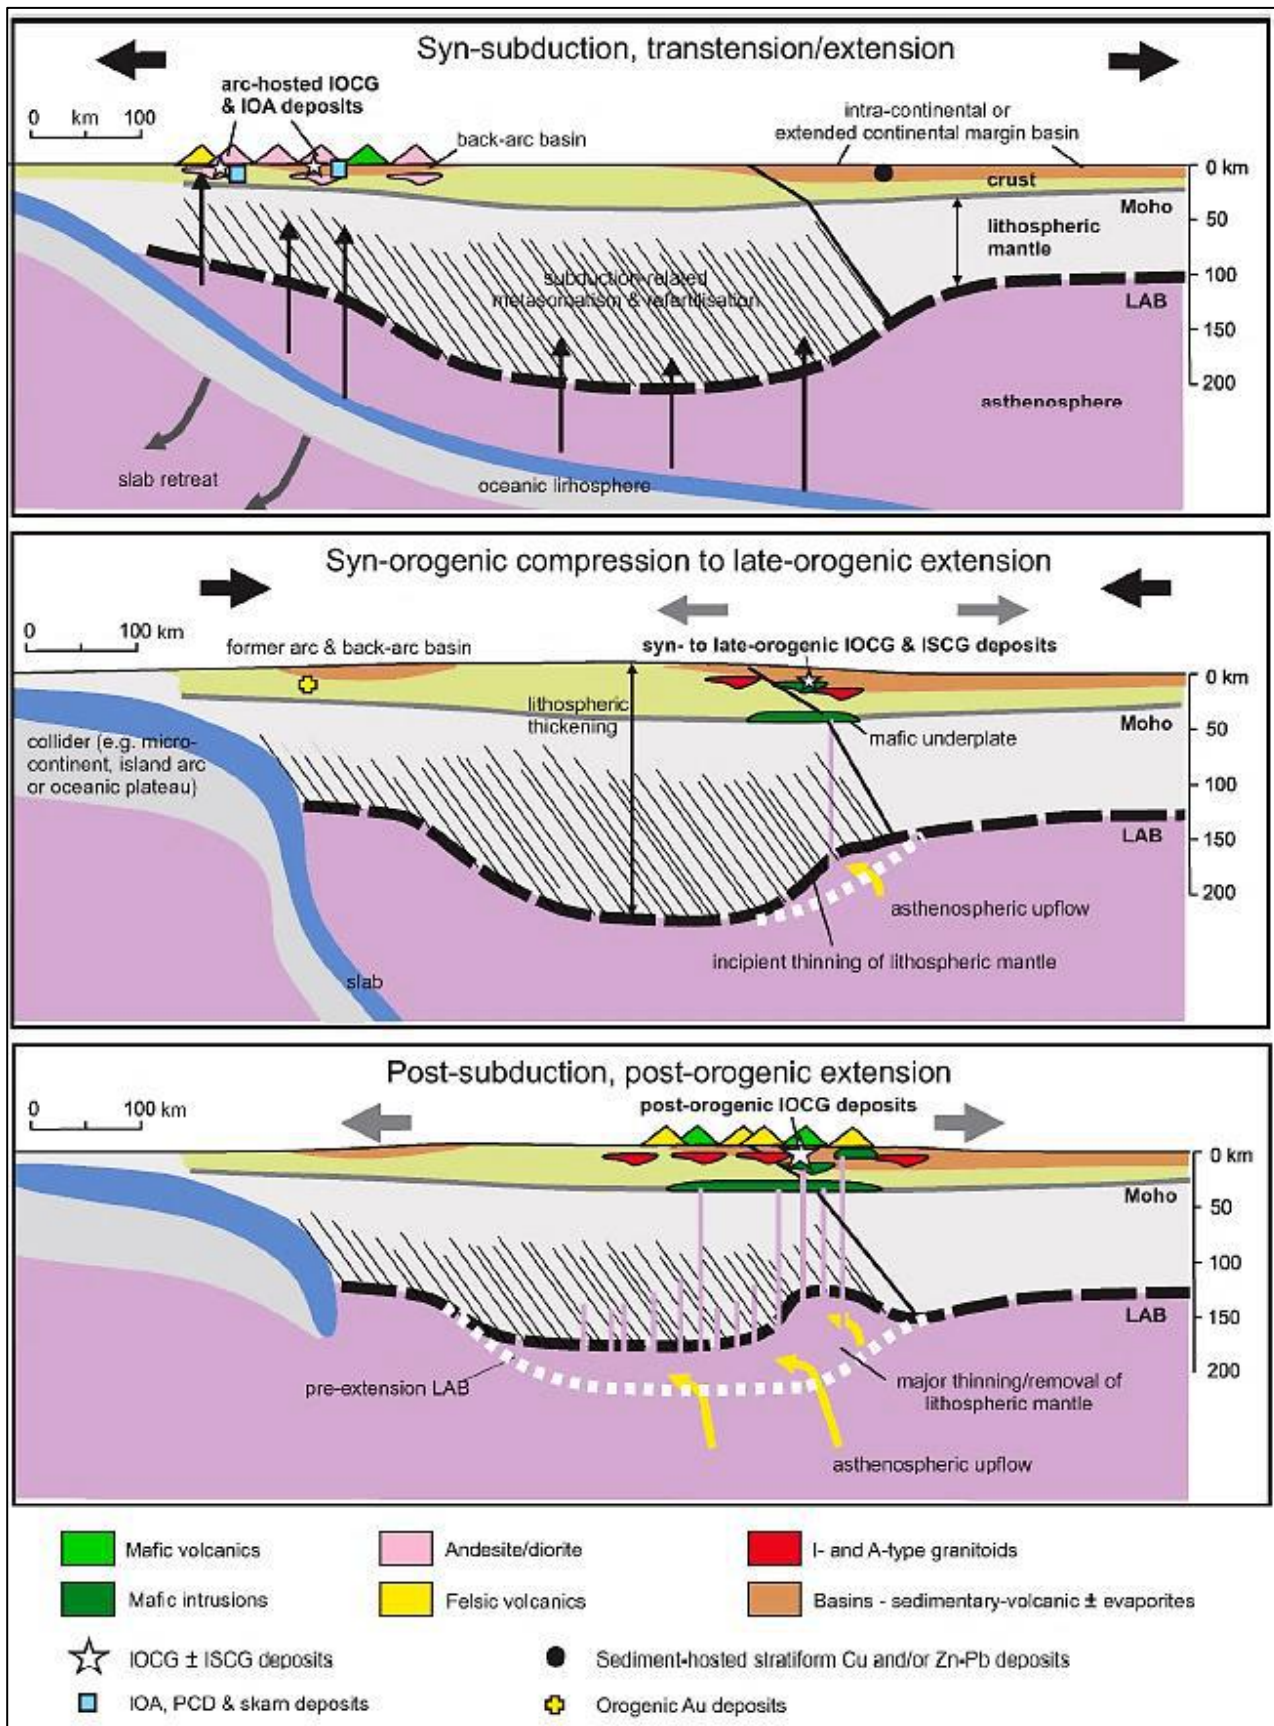 Syn-subduction, transtension/extension
arc-hosted IOCG
& IOA deposits
0 km 100
back-arc basin
intra-continental or
extended continental margin basin
0 km
crust
Moho
50
lithospheric
mantle
100
LAB
150
200
subduction-related
metasomatism & refertilisation
asthenosphere
slab retreat
oceanic lirhosphere
Syn-orogenic compression to late-orogenic extension
0 100 km
former arc & back-arc basin
syn- to late-orogenic IOCG & ISCG deposits
0 km
lithospheric
thickening
Moho
50
mafic underplate
collider (e.g. micro-
continent, island arc
or oceanic plateau)
100
LAB
150
200
asthenospheric upflow
incipient thinning of lithospheric mantle
slab
Post-subduction, post-orogenic extension
0 100 km
post-orogenic IOCG deposits
0 km
Moho
50
100
LAB
150
200
pre-extension LAB
major thinning/removal of
lithospheric mantle
asthenospheric upflow
Mafic volcanics
Andesite/diorite
I- and A-type granitoids
Mafic intrusions
Felsic volcanics
Basins - sedimentary-volcanic ± evaporites
IOCG ± ISCG deposits
Sediment-hosted stratiform Cu and/or Zn-Pb deposits
IOA, PCD & skarn deposits
Orogenic Au deposits